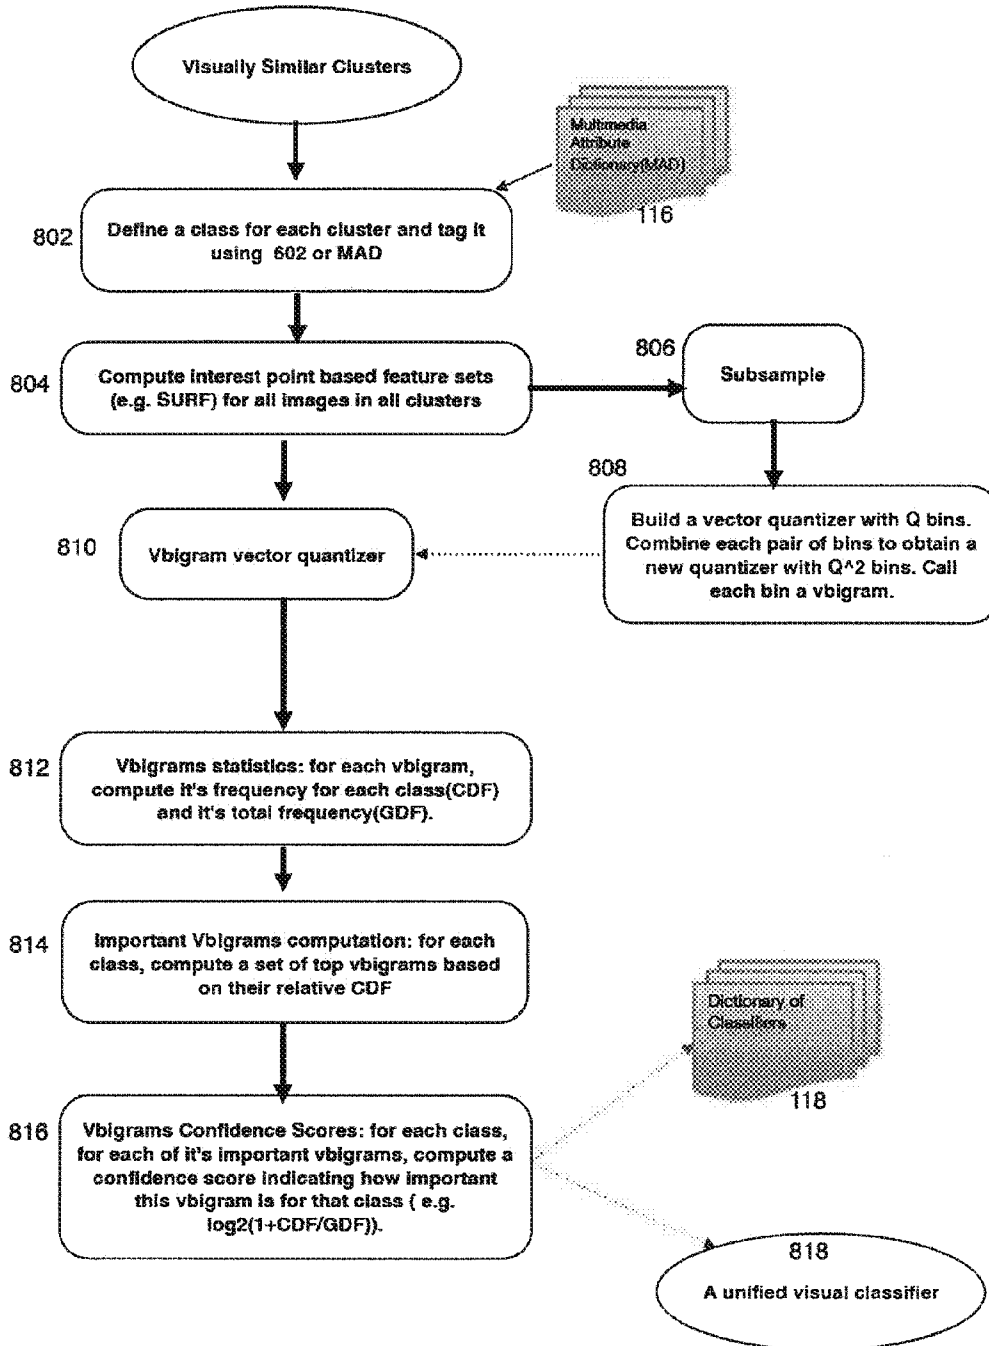 Visually Similar Clusters
Multimedia
Attribute
Dictionary(MAD)
116
802
Define a class for each cluster and tag it
using 602 or MAD
804
Compute interest point based feature sets
(e.g. SURF) for all images in all clusters
806
Subsample
808
Build a vector quantizer with Q bins.
Combine each pair of bins to obtain a
new quantizer with Q^2 bins. Call
each bin a vbigram.
810
Vbigram vector quantizer
812
Vbigrams statistics: for each vbigram,
compute it's frequency for each class(CDF)
and it's total frequency(GDF).
814
Important Vbigrams computation: for each
class, compute a set of top vbigrams based
on their relative CDF
Dictionary of
Classifiers
118
816
Vbigrams Confidence Scores: for each class,
for each of it's important vbigrams, compute a
confidence score indicating how important
this vbigram is for that class ( e.g.
log2(1+CDF/GDF)).
818
A unified visual classifier